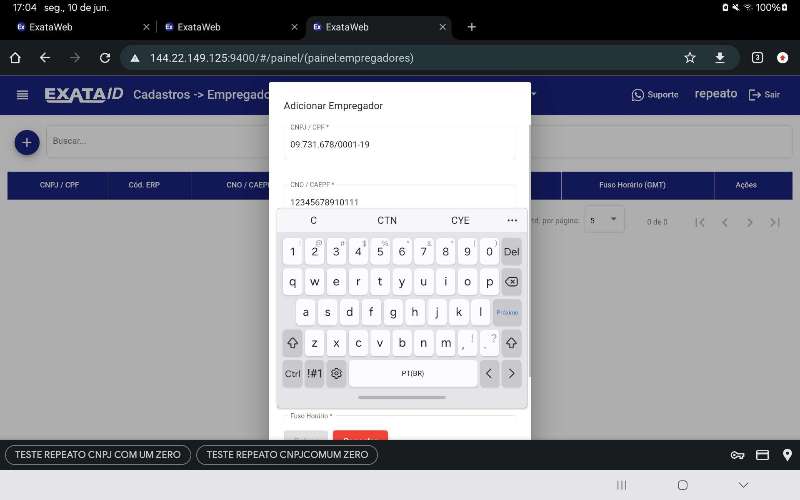 17:04 seg., 10 de jun.
100%
ExataWeb
ExataWeb
ExataWeb
144.22.149.125:9400/#/painel/(painel:empregadores)
3
EXATA ID Cadastros -> Empregado
Suporte
repeato
Sair
Adicionar Empregador
CNPJ / CPF *
09.731.678/0001-19
Buscar...
CNPJ / CPF
Cód. ERP
CNO / CAEPF
Fuso Horário (GMT)
Ações
CNO / CAEPF *
12345678910111
por página:
5
0 de 0
C CTN CYE ...
1 2 3 4 5 6 7 8 9 0 Del
q w e r t y u i o p
a s d f g h j k l Próximo
z x c v b n m , ! . ?
Ctrl !#1 PT(BR) < >
Fuso Horário *
TESTE REPEATO CNPJ COM UM ZERO
TESTE REPEATO CNPJCOMUM ZERO